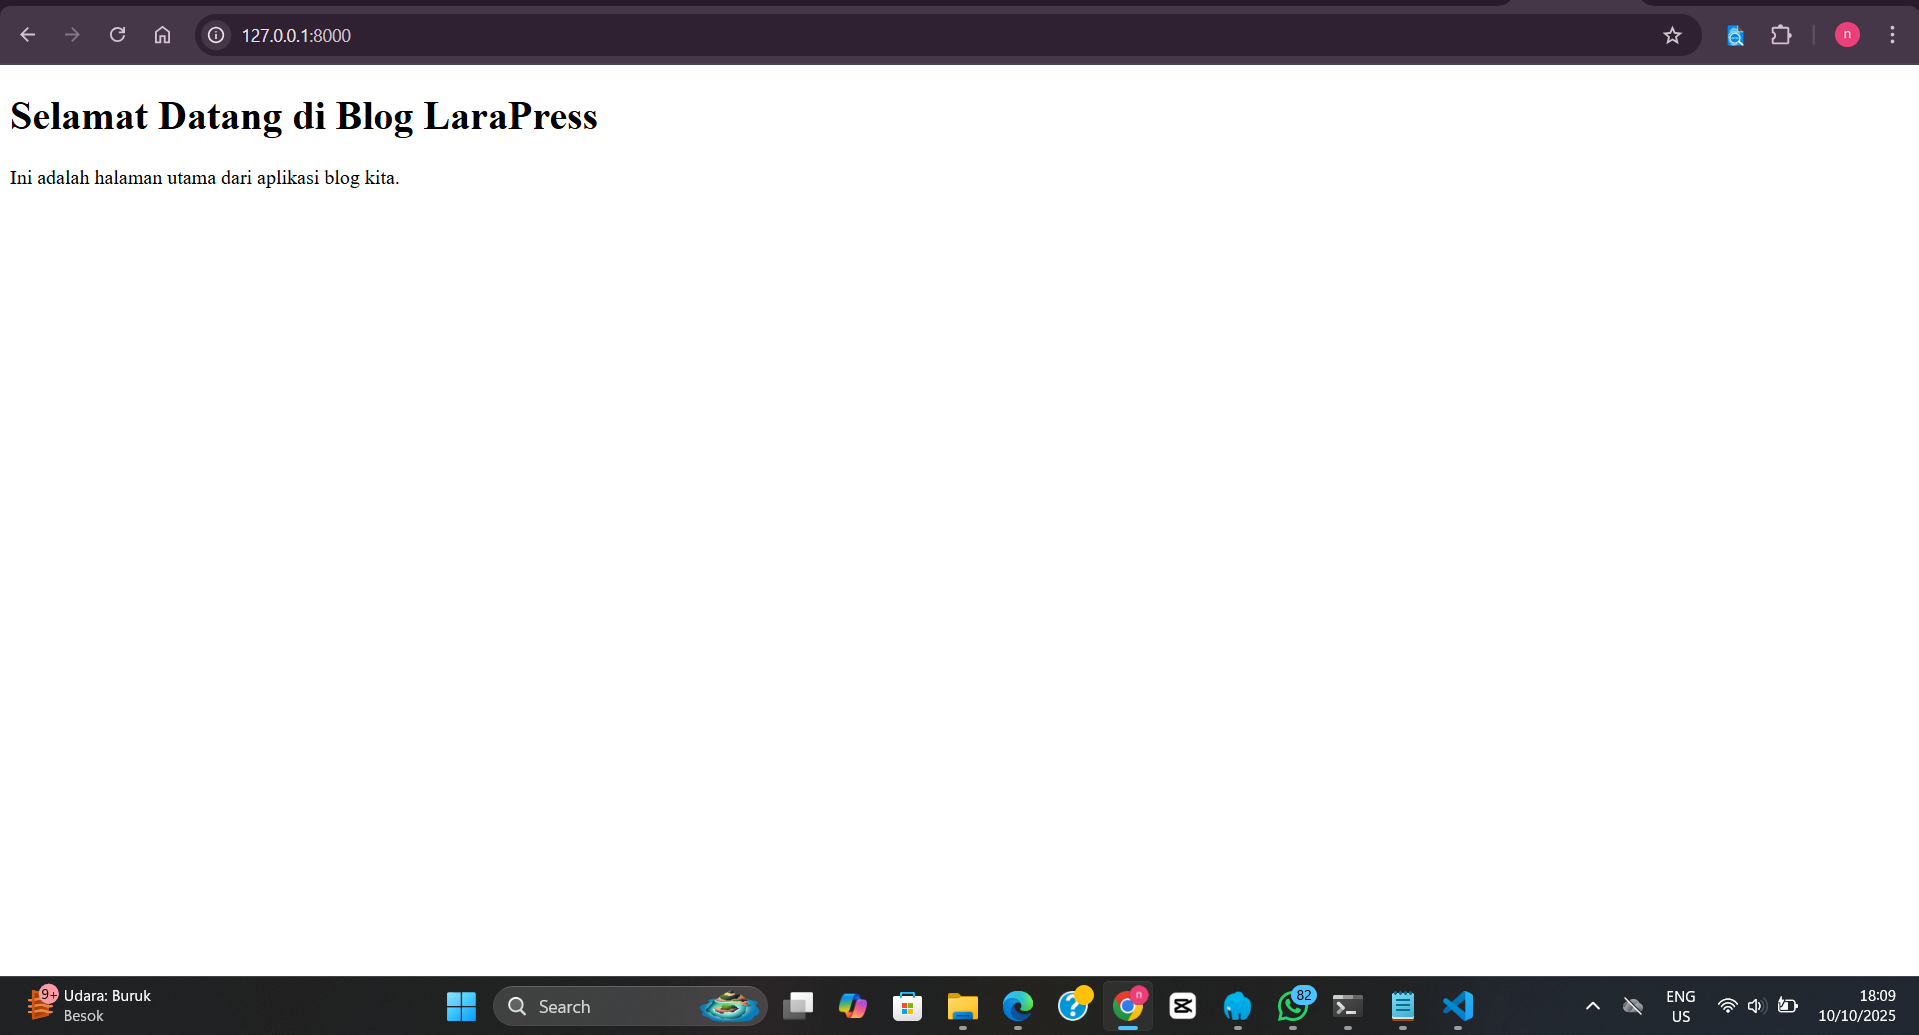 127.0.0.1:8000
n
Selamat Datang di Blog LaraPress
Ini adalah halaman utama dari aplikasi blog kita.
9+
Udara: Buruk
Besok
Search
n
82
ENG
US
18:09
10/10/2025